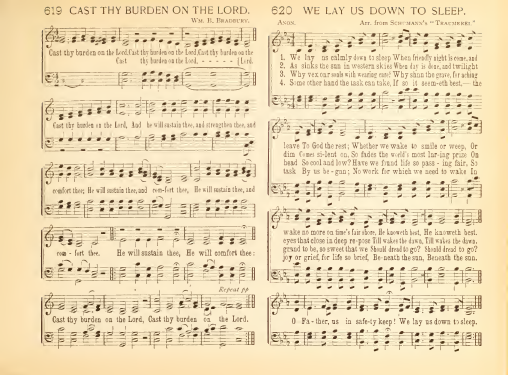 619 CAST THY BURDEN ON THE LORD.
WM. B. BRADBURY.
Cast thy burden on the Lord, Cast thy burden on the Lord, Cast thy burden on the
Cast thy burden on the Lord, - - - - - - [Lord.
Cast thy burden on the Lord, And he will sustain thee, and strengthen thee, and
comfort thee; He will sustain thee, and com-fort thee, He will sustain thee, and
com - fort thee. He will sustain thee, He will comfort thee:
Repeat pp
Cast thy burden on the Lord, Cast thy burden on the Lord.
620 WE LAY US DOWN TO SLEEP.
ANON. Arr. from SCHUMANN'S "TRAUMEREI"
1. We lay us calmly down to sleep When friendly night is come, and
2. As sinks the sun in western skies When day is done, and twilight
3. Why vex our souls with wearing care? Why shun the grave, for aching
4. Some other hand the task can take, If so it seem-eth best, — the
leave To God the rest; Whether we wake to smile or weep, Or
dim Comes si-lent on, So fades the world's most lur-ing prize On
head So cool and low? Have we found life so pass - ing fair, So
task By us be - gun; No work for which we need to wake In
wake no more on time's fair shore, He knoweth best, He knoweth best.
eyes that close in deep re-pose Till wakes the dawn, Till wakes the dawn.
grand to be, so sweet that we Should dread to go? Should dread to go?
joy or grief, for life so brief, Be-neath the sun, Beneath the sun.
O Fa - ther, us in safe-ty keep! We lay us down to sleep.